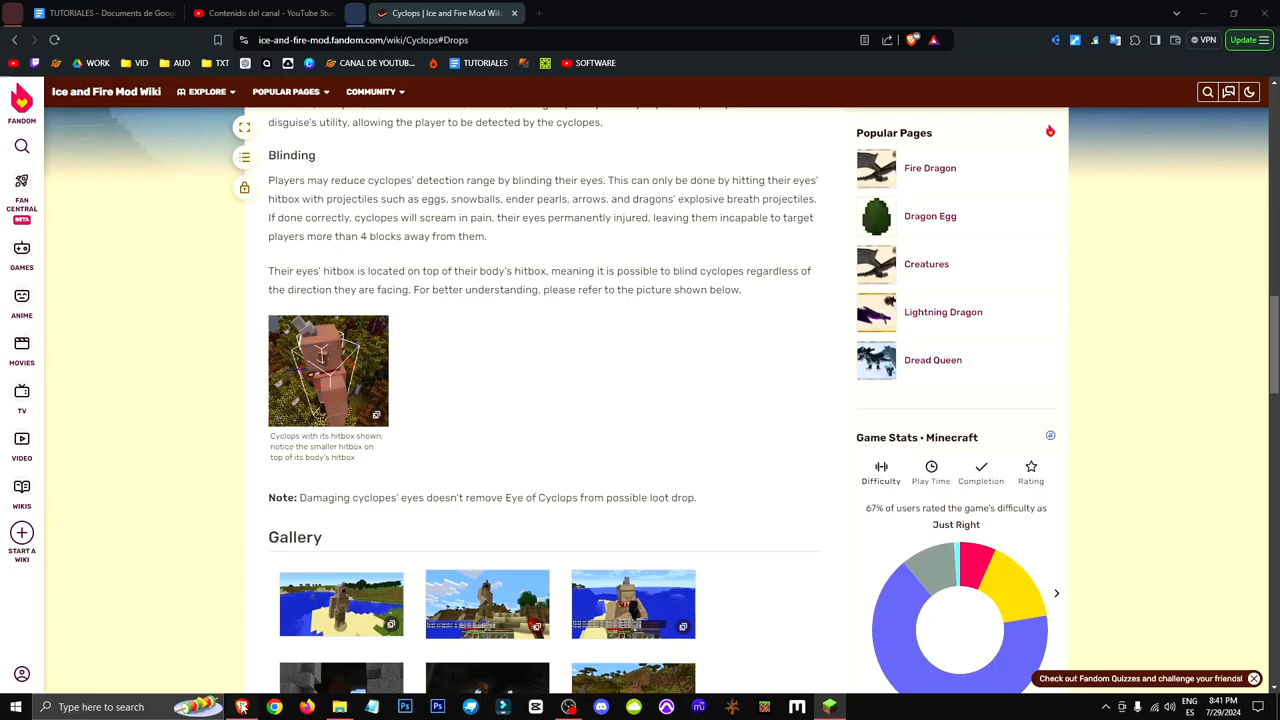 TUTORIALES - Documentos de Goog
Contenido del canal - YouTube Stu
Cyclops | Ice and Fire Mod Wik
ice-and-fire-mod.fandom.com/wiki/Cyclops#Drops
VPN
Update
WORK
VID
AUD
TXT
CANAL DE YOUTUB...
TUTORIALES
SOFTWARE
Ice and Fire Mod Wiki
EXPLORE
POPULAR PAGES
COMMUNITY
FANDOM
FAN
CENTRAL
BETA
GAMES
ANIME
MOVIES
TV
VIDEO
WIKIS
START A
WIKI
disguise's utility, allowing the player to be detected by the cyclopes.
Blinding
Players may reduce cyclopes' detection range by blinding their eyes. This can only be done by hitting their eyes'
hitbox with projectiles such as eggs, snowballs, ender pearls, arrows, and dragons' explosive breath projectiles.
If done correctly, cyclopes will scream in pain, their eyes permanently injured, leaving them incapable to target
players more than 4 blocks away from them.
Their eyes' hitbox is located on top of their body's hitbox, meaning it is possible to blind cyclopes regardless of
the direction they are facing. For better understanding, please refer to the picture shown below.
Cyclops with its hitbox shown,
notice the smaller hitbox on
top of its body's hitbox
Note: Damaging cyclopes' eyes doesn't remove Eye of Cyclops from possible loot drop.
Gallery
Popular Pages
Fire Dragon
Dragon Egg
Creatures
Lightning Dragon
Dread Queen
Game Stats • Minecraft
Difficulty
Play Time
Completion
Rating
67% of users rated the game's difficulty as
Just Right
Check out Fandom Quizzes and challenge your friends!
Type here to search
ENG
ES
8:41 PM
7/29/2024